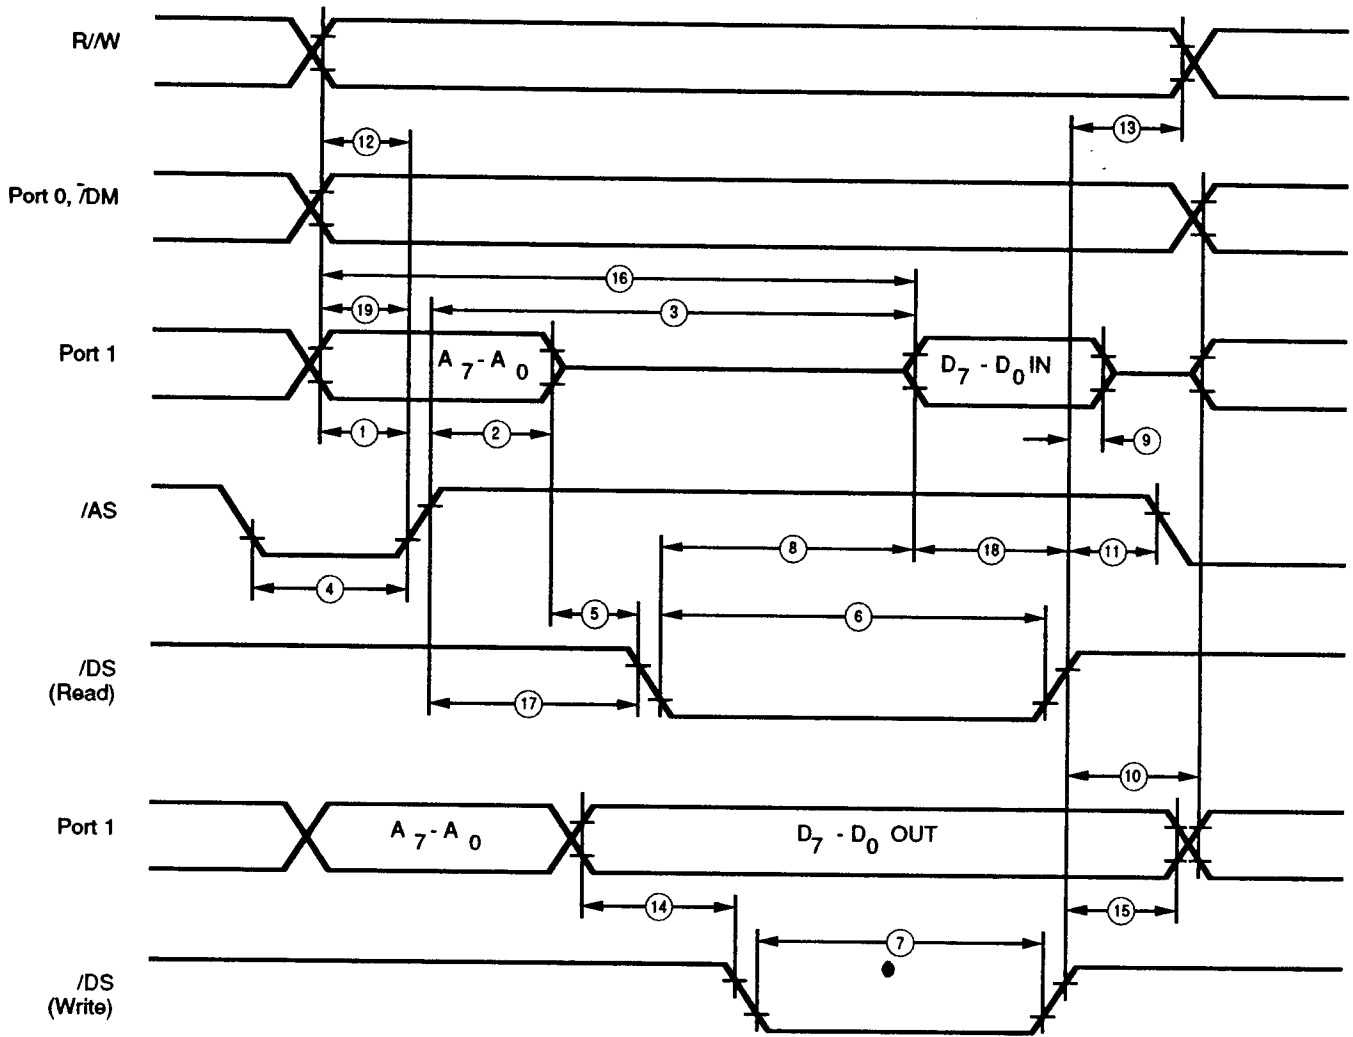 R//W
12
13
Port 0, /DM
16
19
3
Port 1
A7-A0
D7-D0 IN
1
2
9
/AS
8
18
11
4
5
6
/DS
(Read)
17
10
Port 1
A7-A0
D7-D0 OUT
14
15
7
/DS
(Write)